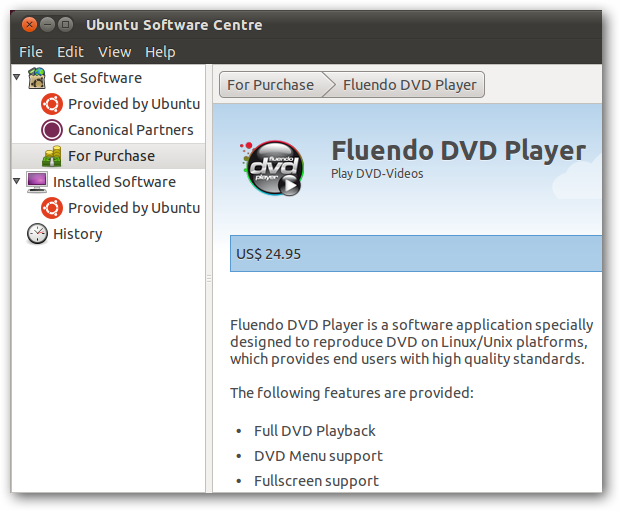 Ubuntu Software Centre
File Edit View Help
Get Software
Provided by Ubuntu
Canonical Partners
For Purchase
Installed Software
Provided by Ubuntu
History
For Purchase
Fluendo DVD Player
fluendo
dvd
player
Fluendo DVD Player
Play DVD-Videos
US$ 24.95
Fluendo DVD Player is a software application specially
designed to reproduce DVD on Linux/Unix platforms,
which provides end users with high quality standards.
The following features are provided:
• Full DVD Playback
• DVD Menu support
• Fullscreen support